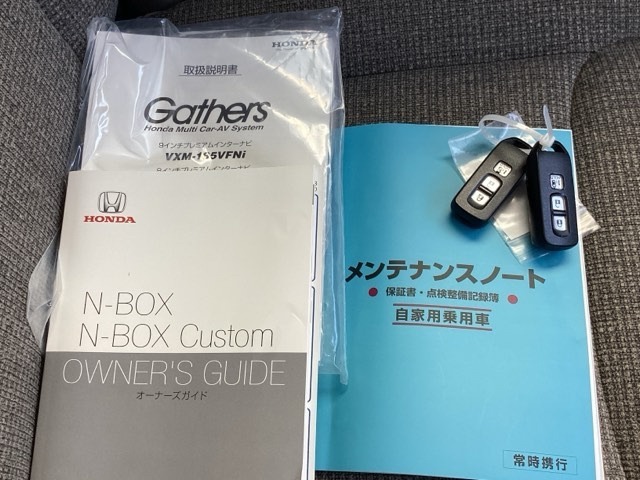 HONDA
取扱説明書
Gathers
Honda Multi Car-AV System
9インチプレミアムインターナビ
VXM-195VFNi
HONDA
N-BOX
N-BOX Custom
OWNER'S GUIDE
オーナーズガイド
メンテナンスノート
保証書・点検整備記録簿
自家用乗用車
常時携行